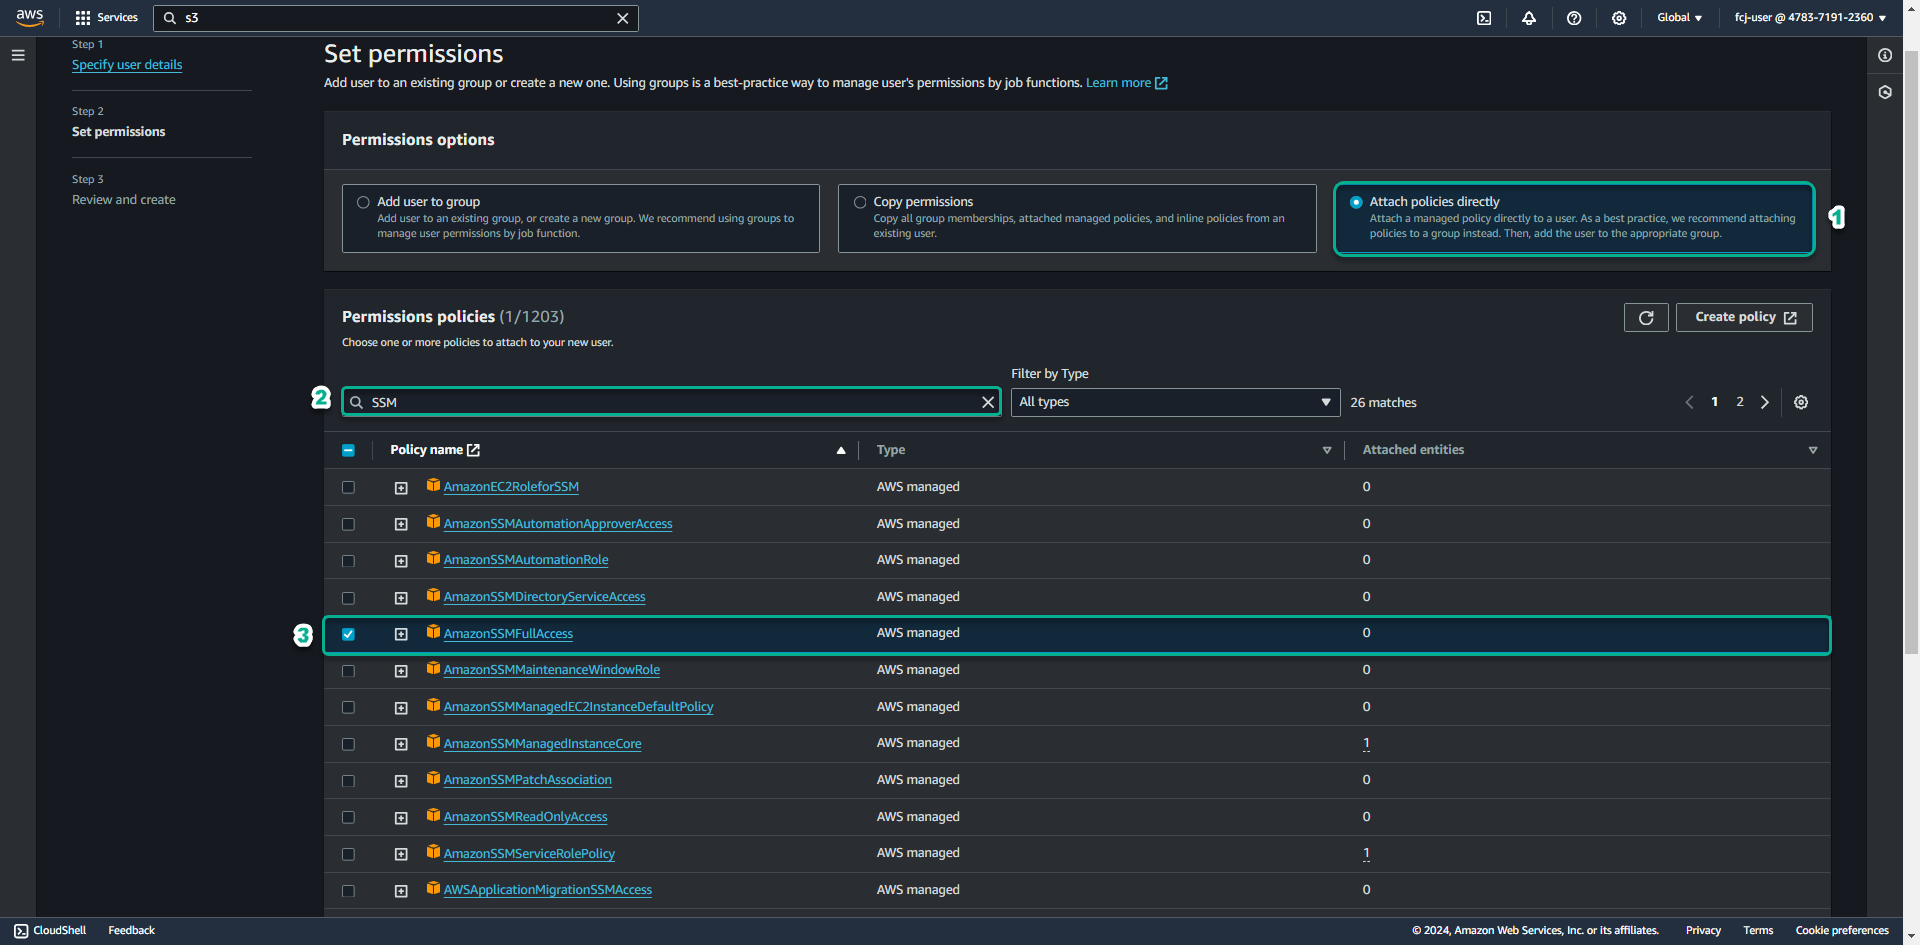 aws
Services
s3
Global
fcj-user @ 4783-7191-2360
Step 1
Specify user details
Step 2
Set permissions
Step 3
Review and create
Set permissions
Add user to an existing group or create a new one. Using groups is a best-practice way to manage user's permissions by job functions. Learn more
Permissions options
Add user to group
Add user to an existing group, or create a new group. We recommend using groups to
manage user permissions by job function.
Copy permissions
Copy all group memberships, attached managed policies, and inline policies from an
existing user.
Attach policies directly
Attach a managed policy directly to a user. As a best practice, we recommend attaching
policies to a group instead. Then, add the user to the appropriate group.
1
Permissions policies (1/1203)
Choose one or more policies to attach to your new user.
Create policy
Filter by Type
2
SSM
All types
26 matches
1 2
Policy name
Type
Attached entities
AmazonEC2RoleforSSM AWS managed 0
AmazonSSMAutomationApproverAccess AWS managed 0
AmazonSSMAutomationRole AWS managed 0
AmazonSSMDirectoryServiceAccess AWS managed 0
3 AmazonSSMFullAccess AWS managed 0
AmazonSSMMaintenanceWindowRole AWS managed 0
AmazonSSMManagedEC2InstanceDefaultPolicy AWS managed 0
AmazonSSMManagedInstanceCore AWS managed 1
AmazonSSMPatchAssociation AWS managed 0
AmazonSSMReadOnlyAccess AWS managed 0
AmazonSSMServiceRolePolicy AWS managed 1
AWSApplicationMigrationSSMAccess AWS managed 0
CloudShell
Feedback
© 2024, Amazon Web Services, Inc. or its affiliates.
Privacy
Terms
Cookie preferences